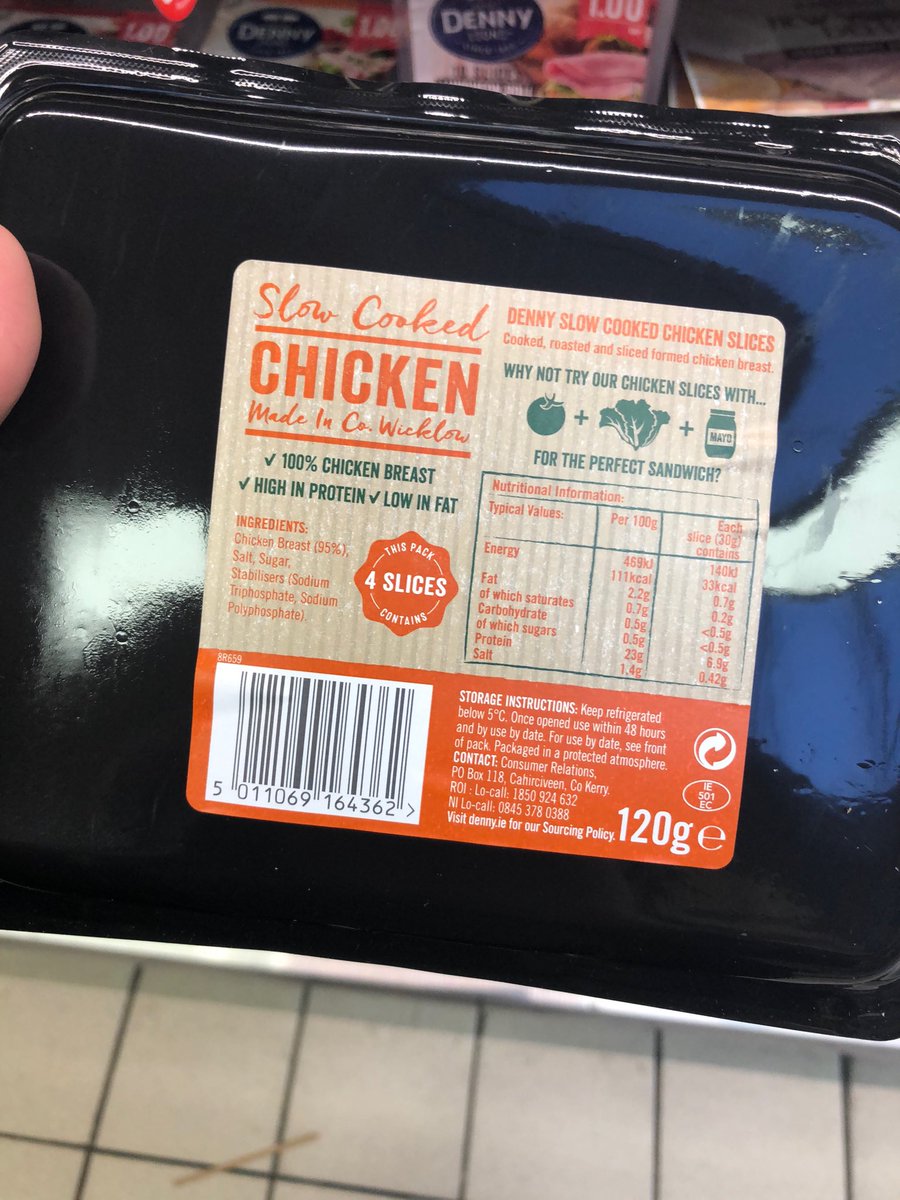 DENNY
1.00
DENNY
1.00
Slow Cooked
CHICKEN
Made In Co. Wicklow
✓ 100% CHICKEN BREAST
✓ HIGH IN PROTEIN ✓ LOW IN FAT
INGREDIENTS:
Chicken Breast (95%),
Salt, Sugar,
Stabilisers (Sodium
Triphosphate, Sodium
Polyphosphate).
THIS PACK
4 SLICES
CONTAINS
8R659
5 011069 164362 >
DENNY SLOW COOKED CHICKEN SLICES
Cooked, roasted and sliced formed chicken breast.
WHY NOT TRY OUR CHICKEN SLICES WITH...
+ +
MAYO
FOR THE PERFECT SANDWICH?
Nutritional Information:
Typical Values: Per 100g Each
slice (30g)
contains
Energy 469kJ 140kJ
111kcal 33kcal
Fat 2.2g 0.7g
of which saturates 0.7g 0.2g
Carbohydrate 0.5g <0.5g
of which sugars 0.5g <0.5g
Protein 23g 6.9g
Salt 1.4g 0.42g
STORAGE INSTRUCTIONS: Keep refrigerated
below 5°C. Once opened use within 48 hours
and by use by date. For use by date, see front
of pack. Packaged in a protected atmosphere.
CONTACT: Consumer Relations,
PO Box 118, Cahirciveen, Co Kerry.
ROI : Lo-call: 1850 924 632
NI Lo-call: 0845 378 0388
Visit denny.ie for our Sourcing Policy.
120g e
IE
501
EC